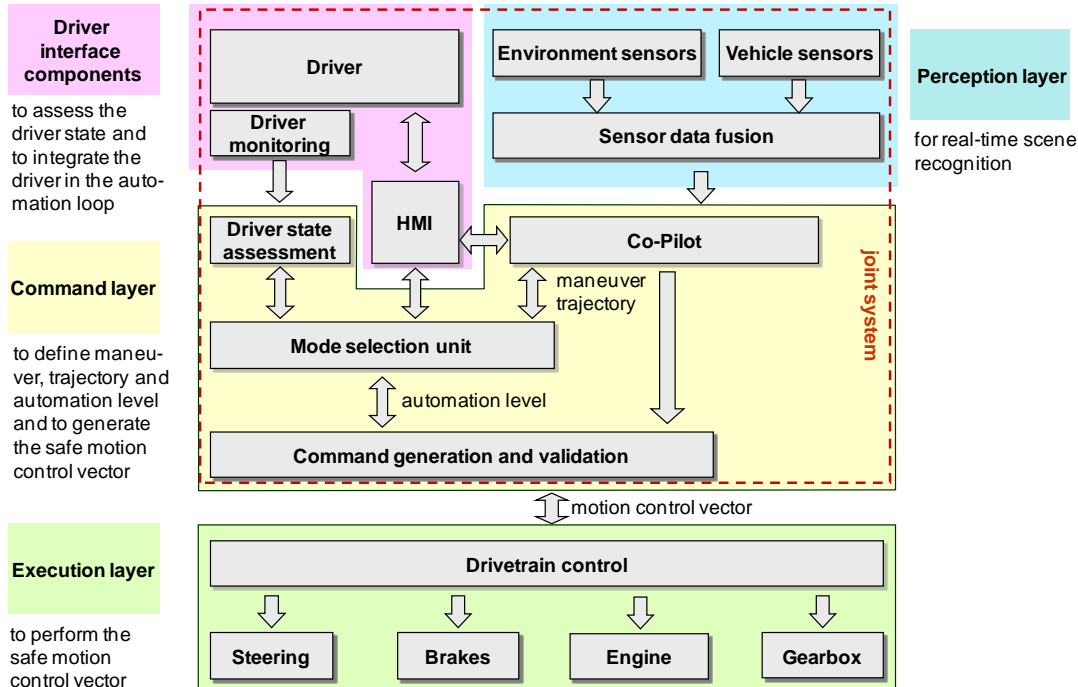 Driver
interface
components
to assess the
driver state and
to integrate the
driver in the auto-
mation loop
Command layer
to define maneu-
ver, trajectory and
automation level
and to generate
the safe motion
control vector
Execution layer
to perform the
safe motion
control vector
Driver
Driver
monitoring
HMI
Environment sensors
Vehicle sensors
Sensor data fusion
Perception layer
for real-time scene
recognition
Driver state
assessment
Co-Pilot
maneuver
trajectory
joint system
Mode selection unit
automation level
Command generation and validation
motion control vector
Drivetrain control
Steering
Brakes
Engine
Gearbox